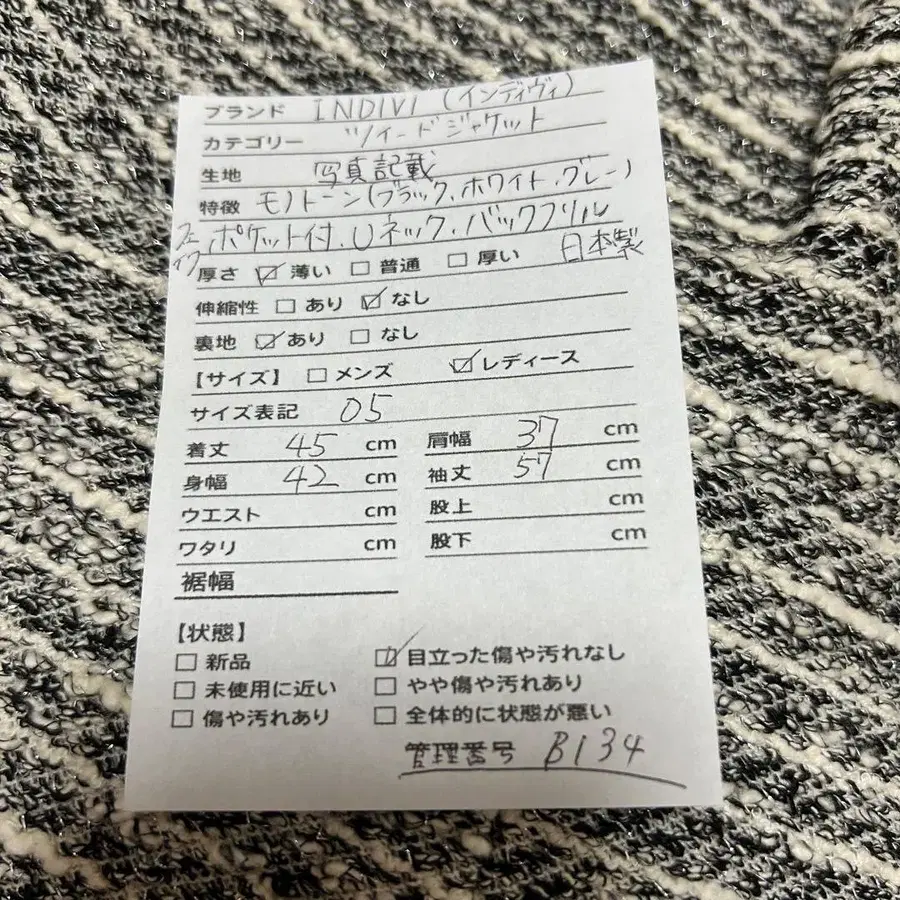 ブランド INDIVI (インディヴィ)
カテゴリー ツイードジャケット
生地 写真記載
特徴 モノトーン(ブラック、ホワイト、グレー)
フェイク、ポケット付、Uネック、バックフリル
厚さ ☑ 薄い □ 普通 □ 厚い 日本製
伸縮性 □ あり ☑ なし
裏地 ☑ あり □ なし
【サイズ】 □ メンズ ☑ レディース
サイズ表記 05
着丈 45 cm 肩幅 37 cm
身幅 42 cm 袖丈 57 cm
ウエスト cm 股上 cm
ワタリ cm 股下 cm
裾幅
【状態】
□ 新品 ☑ 目立った傷や汚れなし
□ 未使用に近い □ やや傷や汚れあり
□ 傷や汚れあり □ 全体的に状態が悪い
管理番号 B134